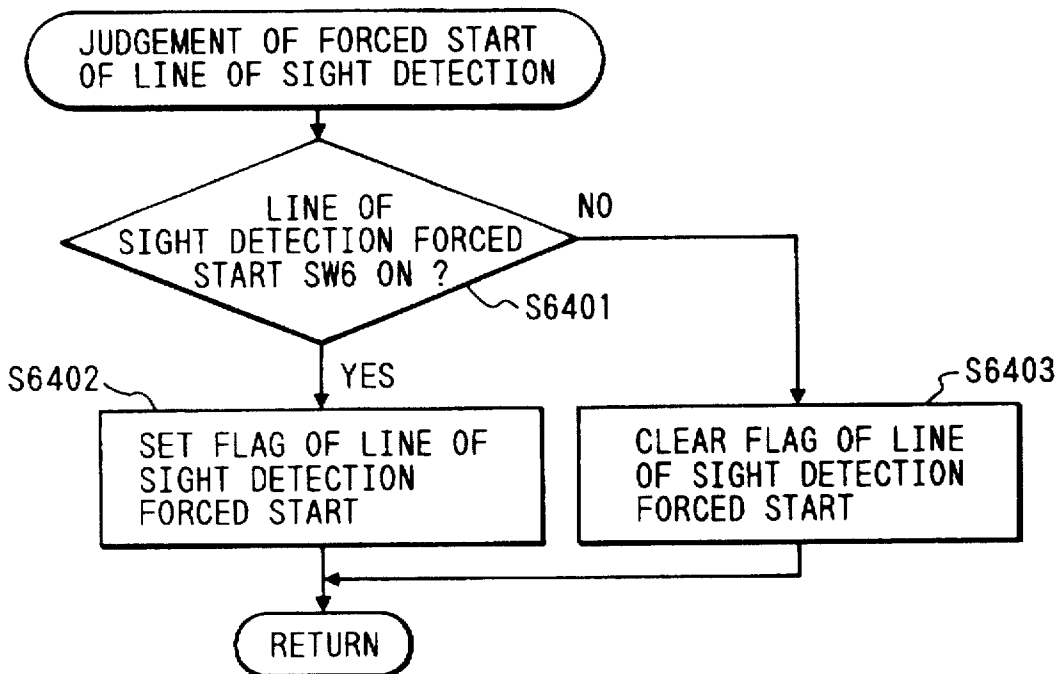 JUDGEMENT OF FORCED START
OF LINE OF SIGHT DETECTION
LINE OF
SIGHT DETECTION FORCED
START SW6 ON ?
NO
S6401
YES
S6402
SET FLAG OF LINE OF
SIGHT DETECTION
FORCED START
S6403
CLEAR FLAG OF LINE
OF SIGHT DETECTION
FORCED START
RETURN